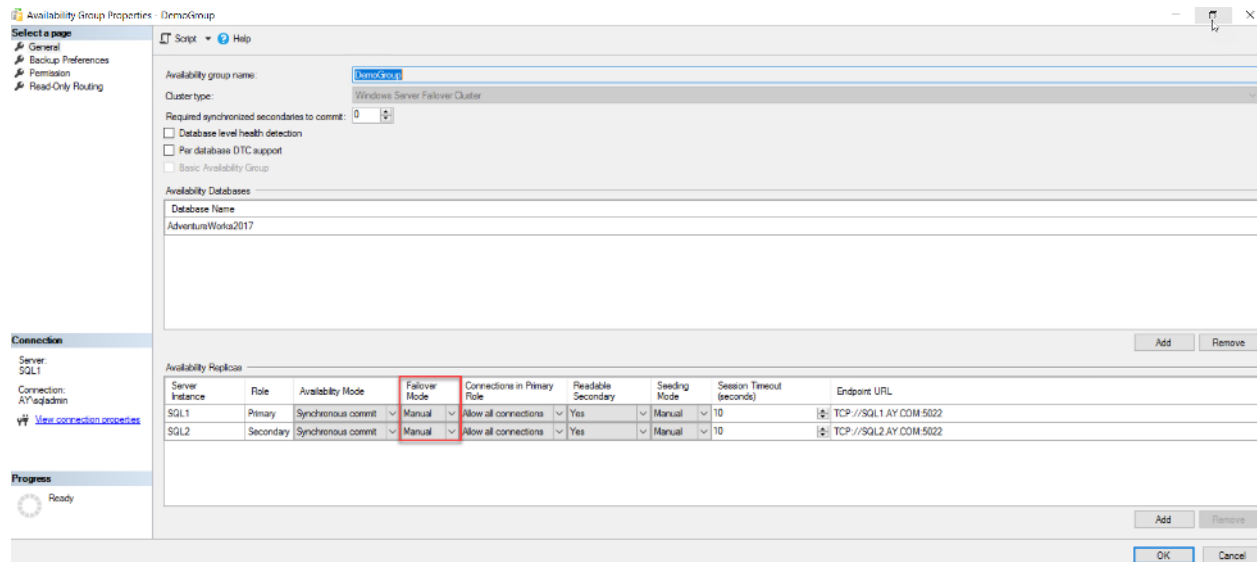 Availability Group Properties - DemoGroup
Select a page
General
Backup Preferences
Permission
Read-Only Routing
Script
Help
Availability group name:
DemoGroup
Cluster type:
Windows Server Failover Cluster
Required synchronized secondaries to commit: 0
Database level health detection
Per database DTC support
Basic Availability Group
Availability Databases
Database Name
AdventureWorks2017
Add Remove
Connection
Server:
SQL1
Connection:
AY\sqladmin
View connection properties
Progress
Ready
Availability Replicas
Server Instance Role Availability Mode Failover Mode Connections in Primary Role Readable Secondary Seeding Mode Session Timeout (seconds) Endpoint URL
SQL1 Primary Synchronous commit Manual Allow all connections Yes Manual 10 TCP://SQL1.AY.COM:5022
SQL2 Secondary Synchronous commit Manual Allow all connections Yes Manual 10 TCP://SQL2.AY.COM:5022
Add Remove
OK Cancel